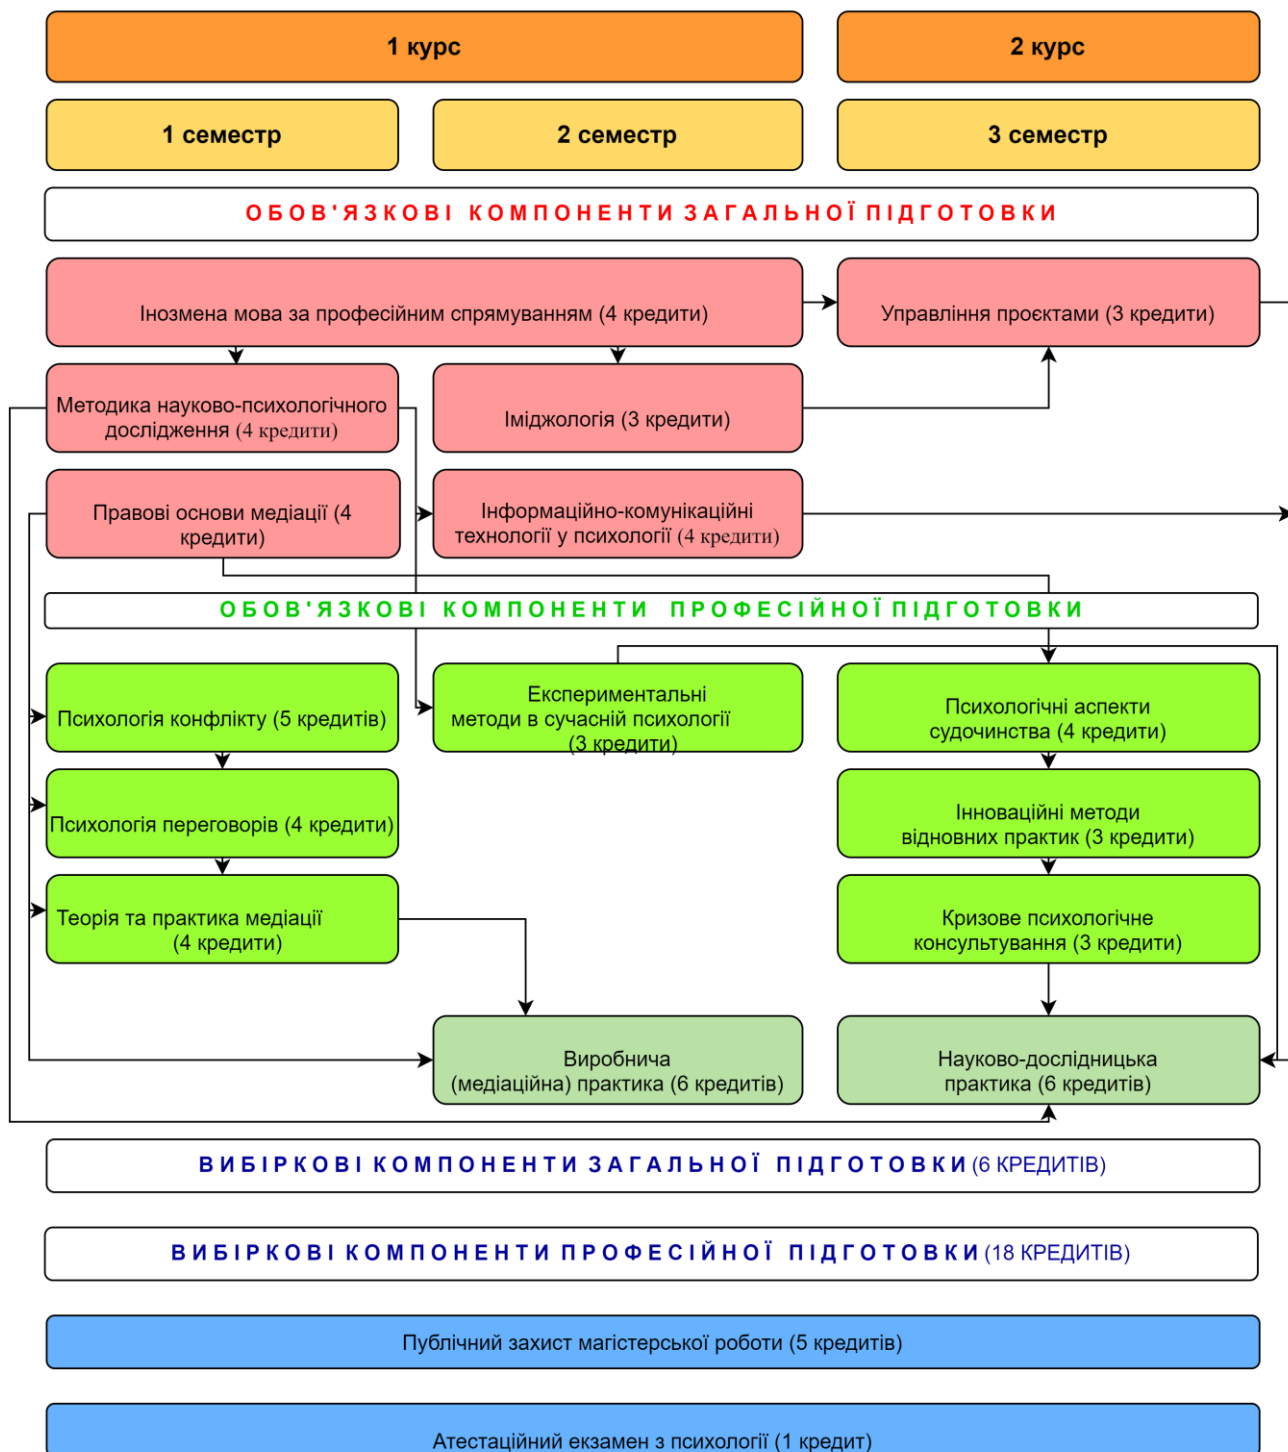 1 курс
2 курс
1 семестр
2 семестр
3 семестр
ОБОВ'ЯЗКОВІ КОМПОНЕНТИ ЗАГАЛЬНОЇ ПІДГОТОВКИ
Інозмена мова за професійним спрямуванням (4 кредити)
Управління проєктами (3 кредити)
Методика науково-психологічного
дослідження (4 кредити)
Іміджологія (3 кредити)
Правові основи медіації (4
кредити)
Інформаційно-комунікаційні
технології у психології (4 кредити)
ОБОВ'ЯЗКОВІ КОМПОНЕНТИ ПРОФЕСІЙНОЇ ПІДГОТОВКИ
Психологія конфлікту (5 кредитів)
Експериментальні
методи в сучасній психології
(3 кредити)
Психологічні аспекти
судочинства (4 кредити)
Психологія переговорів (4 кредити)
Інноваційні методи
відновних практик (3 кредити)
Теорія та практика медіації
(4 кредити)
Кризове психологічне
консультування (3 кредити)
Виробнича
(медіаційна) практика (6 кредитів)
Науково-дослідницька
практика (6 кредитів)
ВИБІРКОВІ КОМПОНЕНТИ ЗАГАЛЬНОЇ ПІДГОТОВКИ (6 КРЕДИТІВ)
ВИБІРКОВІ КОМПОНЕНТИ ПРОФЕСІЙНОЇ ПІДГОТОВКИ (18 КРЕДИТІВ)
Публічний захист магістерської роботи (5 кредитів)
Атестаційний екзамен з психології (1 кредит)